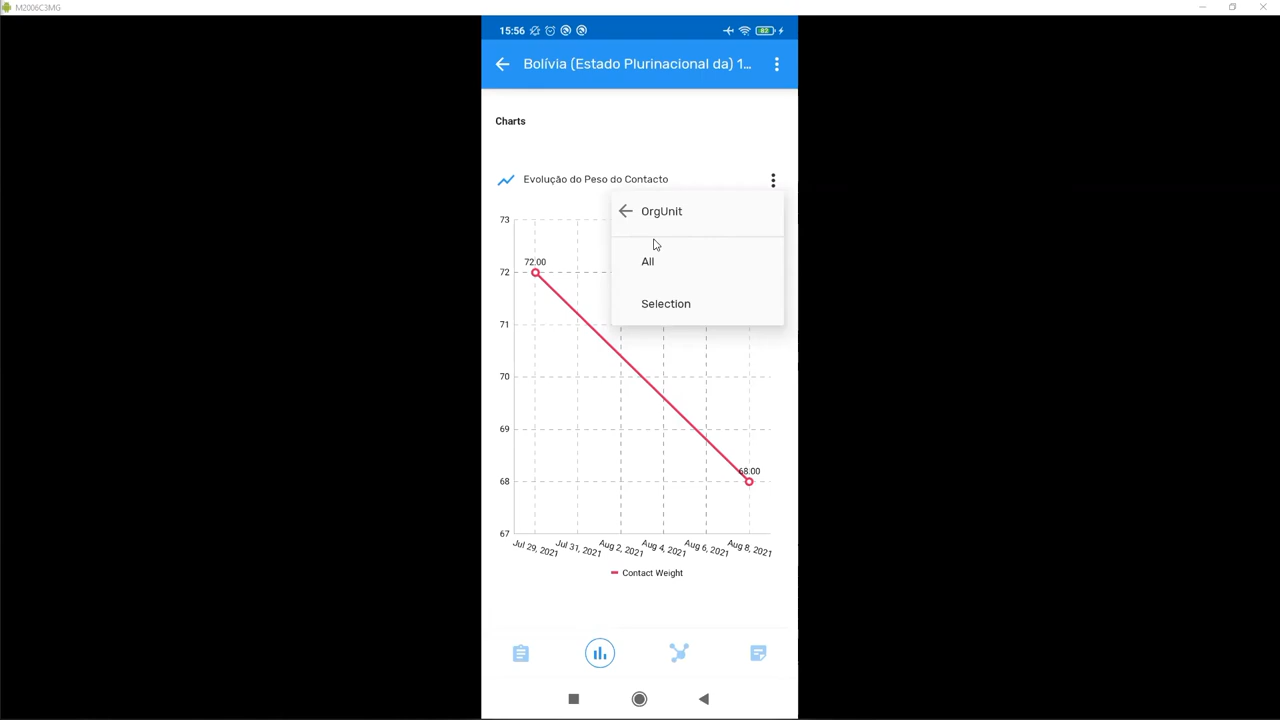 M2006C3MG
15:56
82
Bolívia (Estado Plurinacional da) 1...
Charts
Evolução do Peso do Contacto
OrgUnit
All
Selection
73
72
71
70
69
68
67
72.00
68.00
Jul 29, 2021
Jul 31, 2021
Aug 2, 2021
Aug 4, 2021
Aug 6, 2021
Aug 8, 2021
Contact Weight